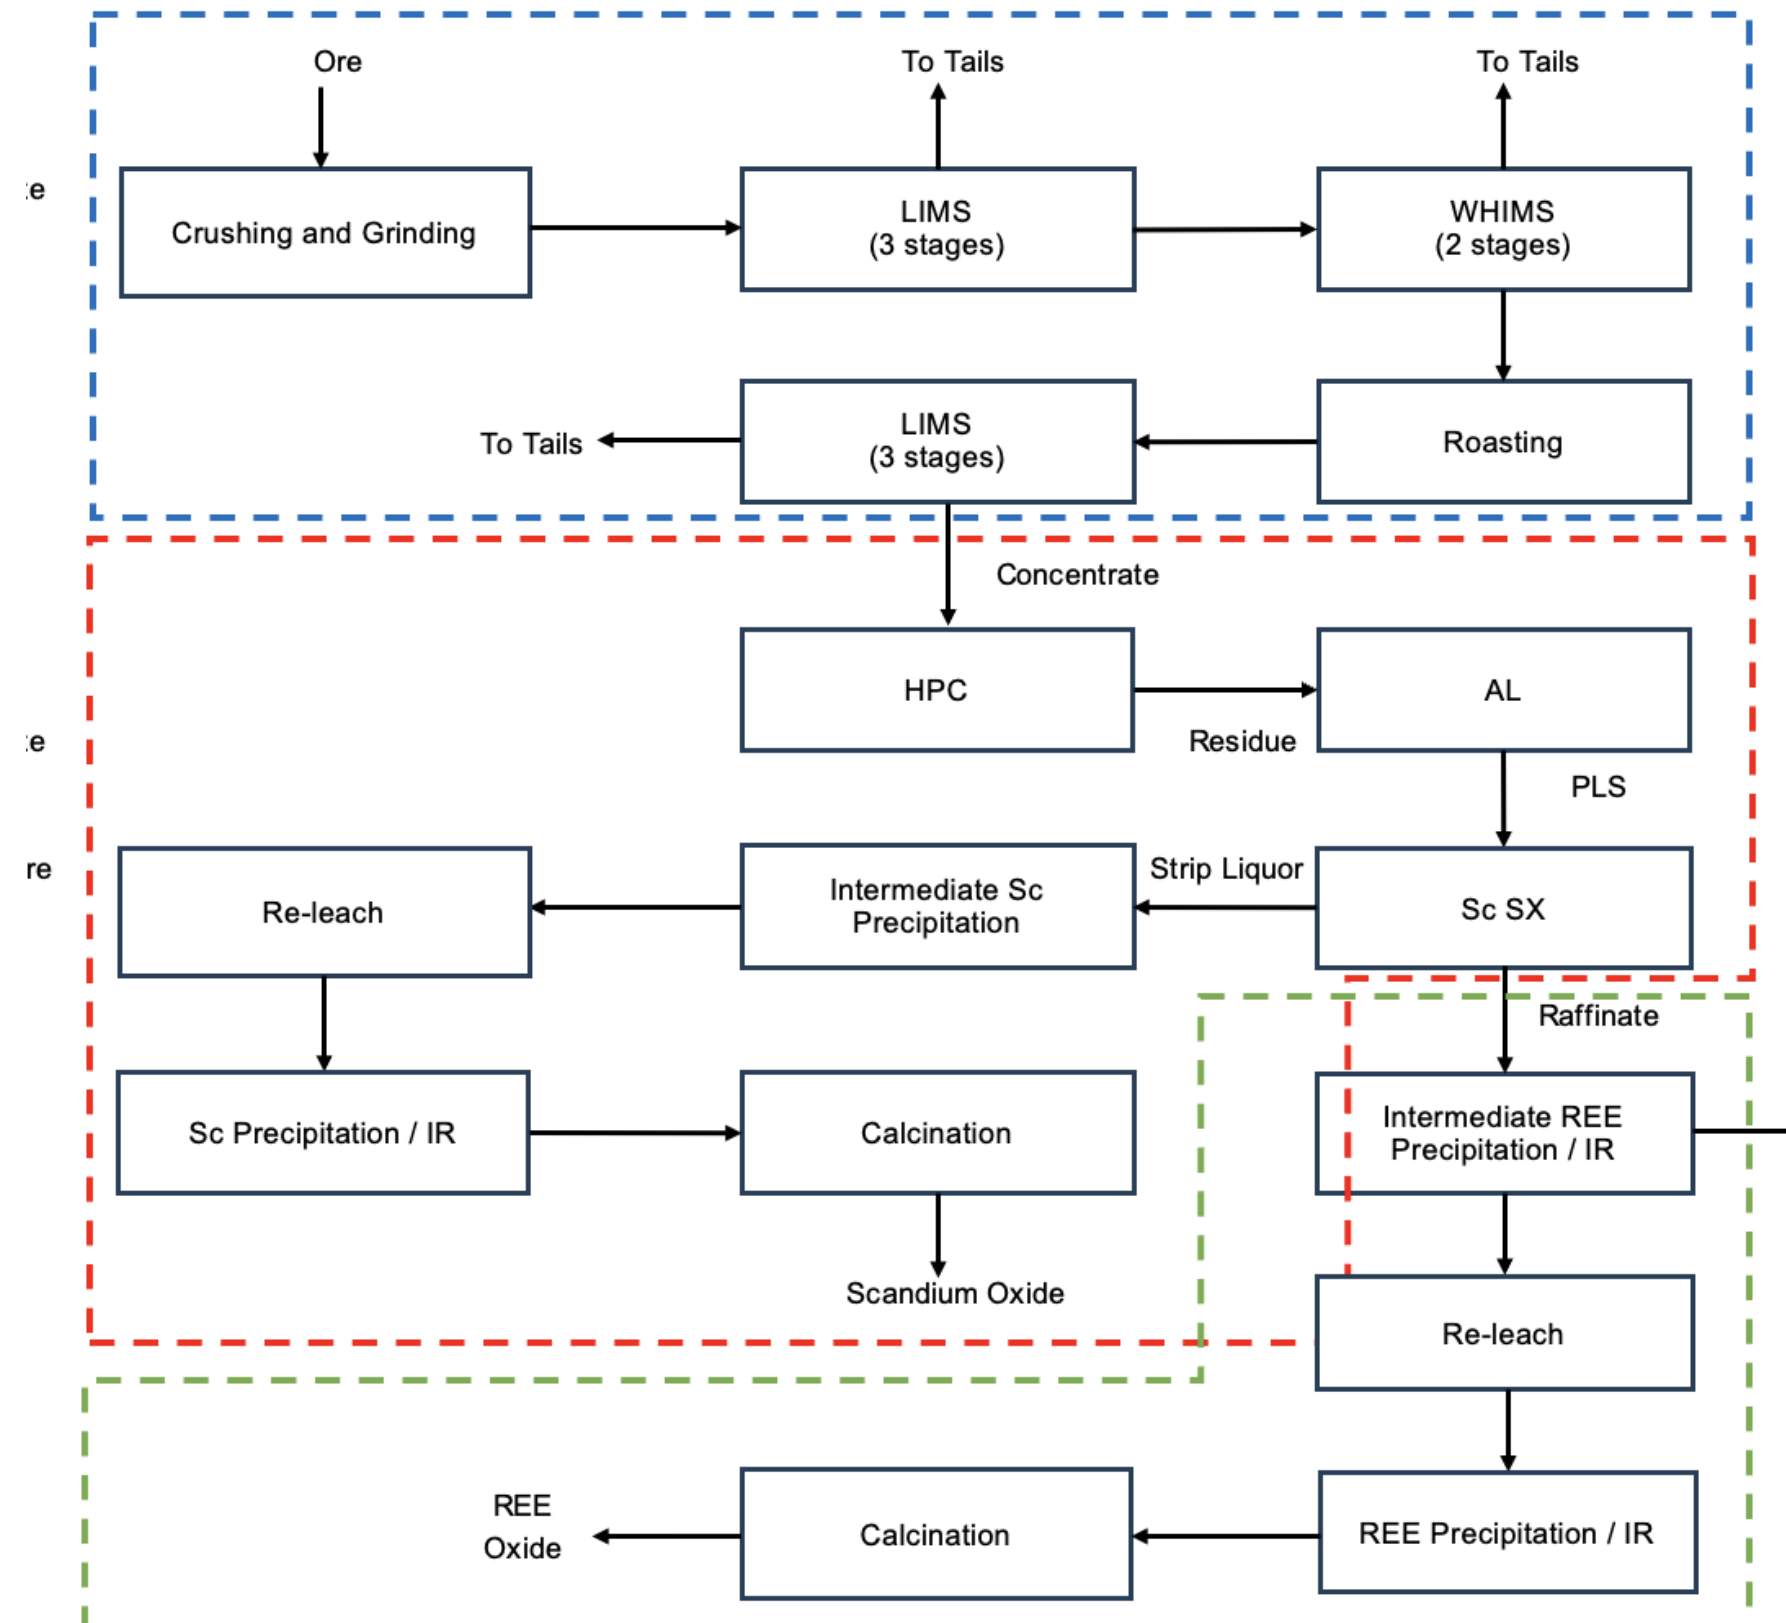 Ore
To Tails
To Tails
Crushing and Grinding
LIMS
(3 stages)
WHIMS
(2 stages)
To Tails
LIMS
(3 stages)
Roasting
Concentrate
HPC
Residue
AL
PLS
Re-leach
Intermediate Sc
Precipitation
Strip Liquor
Sc SX
Raffinate
Sc Precipitation / IR
Calcination
Intermediate REE
Precipitation / IR
Scandium Oxide
Re-leach
REE
Oxide
Calcination
REE Precipitation / IR